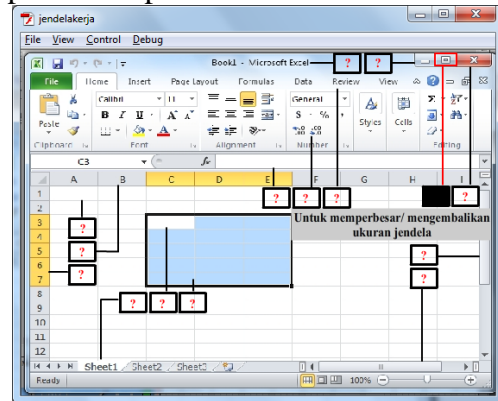 jendelakerja
File View Control Debug
Book1 - Microsoft Excel ? ?
File Home Insert Page Layout Formulas Data Review View
Calibri 11 General
Paste B I U A A $ % Styles Cells
Clipboard Font Alignment Number Editing
C3 fx
A B C D E F G H I
1 ? ? ? ?
2
3 ? Untuk memperbesar/ mengembalikan
4 ukuran jendela
5 ? ?
6
7 ? ?
8 ? ? ?
9
10
11
12
Sheet1 Sheet2 Sheet3
Ready 100%